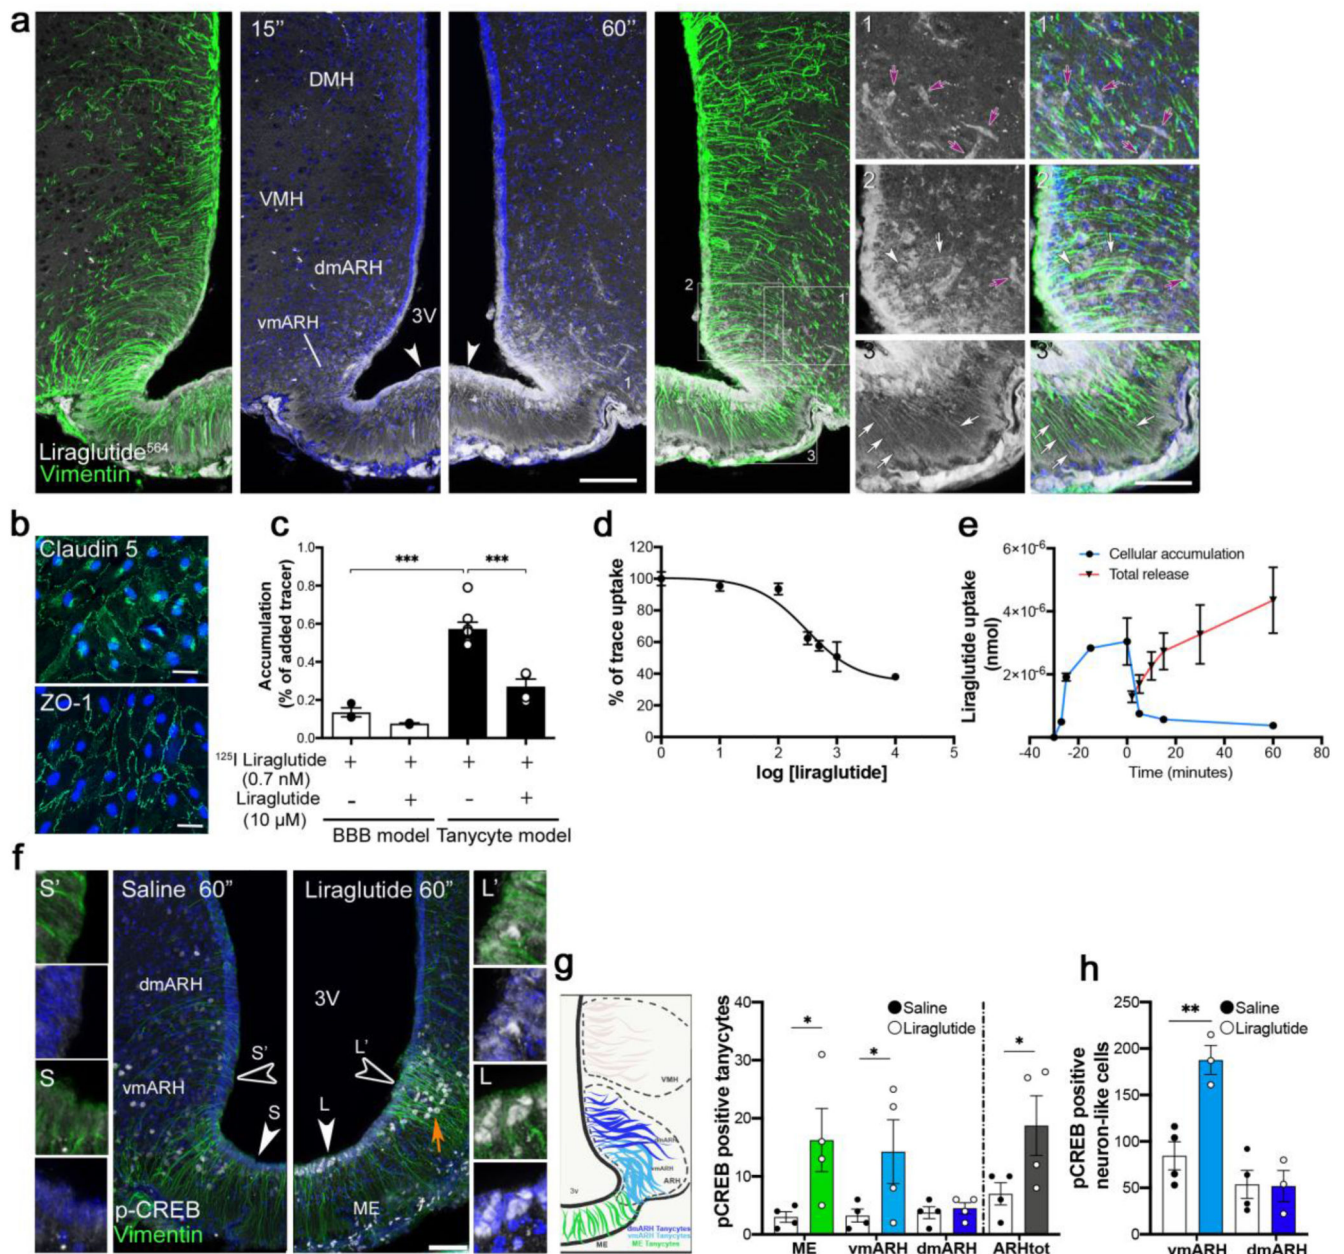 a
15’’
60’’
DMH
VMH
dmARH
vmARH
3V
2
1
1
3
Liraglutide564
Vimentin
1
1’
2
2’
3
3’
b
Claudin 5
ZO-1
c
Accumulation
(% of added tracer)
1.0
0.8
0.6
0.4
0.2
0.0
***
***
125I Liraglutide + + + +
(0.7 nM)
Liraglutide - + - +
(10 µM)
BBB model Tanycyte model
d
% of trace uptake
120
100
80
60
40
20
0
0 1 2 3 4 5
log [liraglutide]
e
Liraglutide uptake
(nmol)
6×10-6
4×10-6
2×10-6
Cellular accumulation
Total release
-40 -20 0 20 40 60 80
Time (minutes)
f
S’
S
Saline 60”
Liraglutide 60”
L’
L
dmARH
3V
S’
L’
vmARH
S
L
p-CREB
Vimentin
ME
g
VMH
dmARH
vmARH
ARH
3v
dmARH Tanycytes
vmARH Tanycytes
ME Tanycytes
ME
pCREB positive tanycytes
40
30
20
10
0
Saline
Liraglutide
*
*
*
ME vmARH dmARH ARHtot
h
pCREB positive
neuron-like cells
250
200
150
100
50
0
Saline
Liraglutide
**
vmARH dmARH